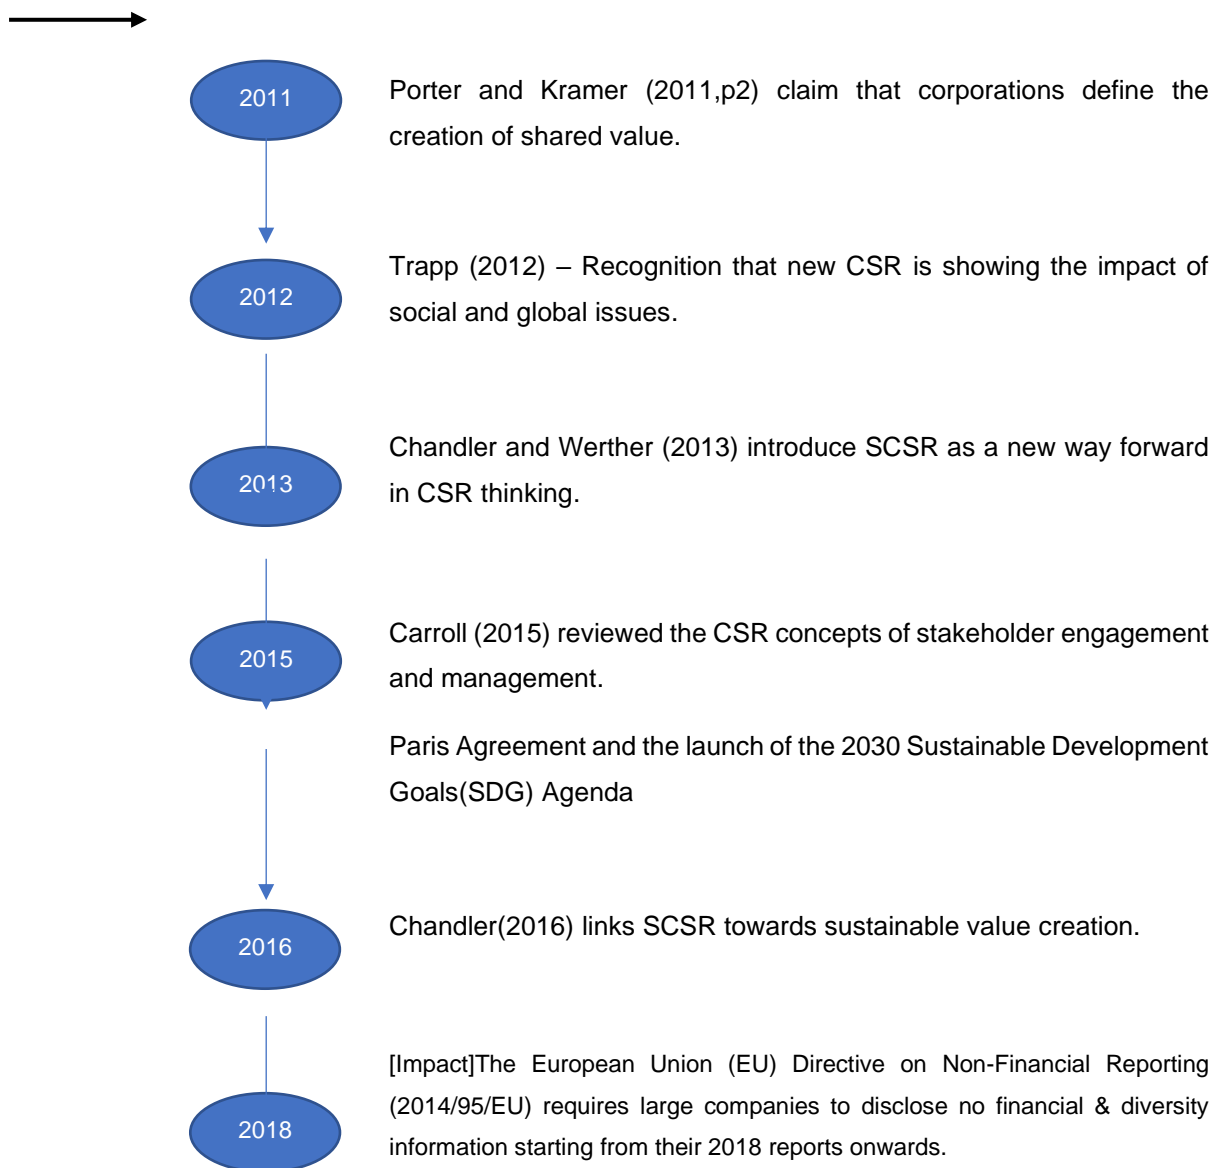 2011
Porter and Kramer (2011,p2) claim that corporations define the
creation of shared value.
2012
Trapp (2012) – Recognition that new CSR is showing the impact of
social and global issues.
2013
Chandler and Werther (2013) introduce SCSR as a new way forward
in CSR thinking.
2015
Carroll (2015) reviewed the CSR concepts of stakeholder engagement
and management.
Paris Agreement and the launch of the 2030 Sustainable Development
Goals(SDG) Agenda
2016
Chandler(2016) links SCSR towards sustainable value creation.
2018
[Impact]The European Union (EU) Directive on Non-Financial Reporting
(2014/95/EU) requires large companies to disclose no financial & diversity
information starting from their 2018 reports onwards.